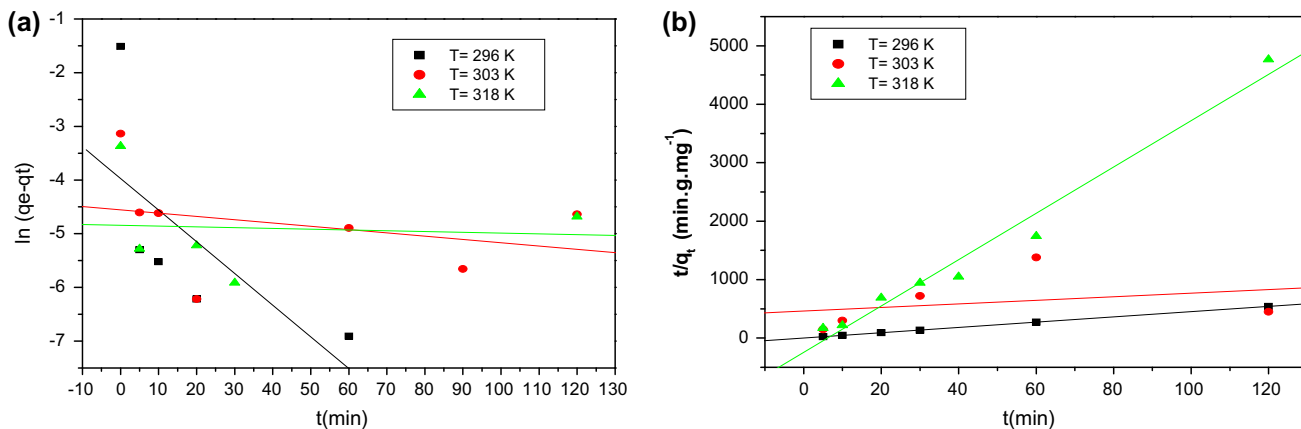 (a)
-1
-2
-3
-4
-5
-6
-7
ln (qe-qt)
-10 0 10 20 30 40 50 60 70 80 90 100 110 120 130
t(min)
T= 296 K
T= 303 K
T= 318 K
(b)
5000
4000
3000
2000
1000
0
t/qₜ (min.g.mg⁻¹)
0 20 40 60 80 100 120
t(min)
T= 296 K
T= 303 K
T= 318 K